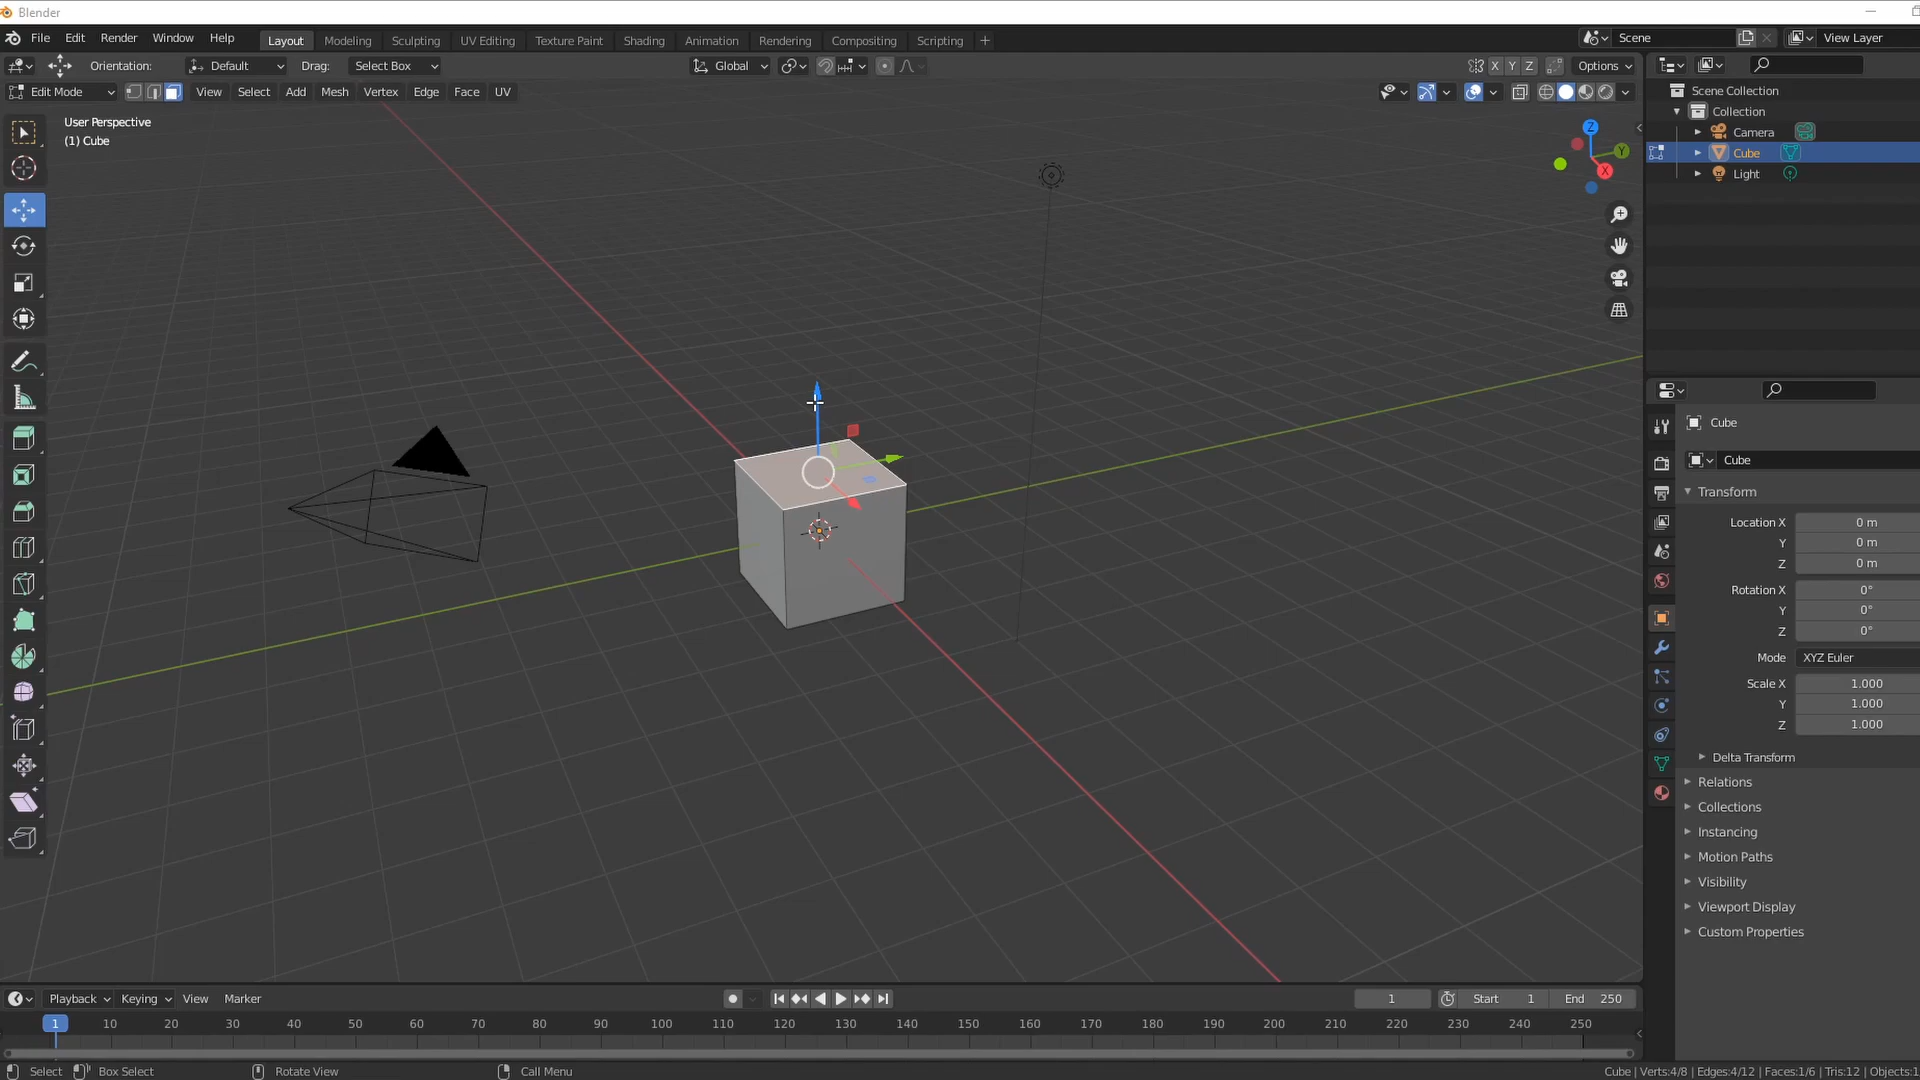 Blender
File Edit Render Window Help Layout Modeling Sculpting UV Editing Texture Paint Shading Animation Rendering Compositing Scripting + Scene View Layer
Orientation: Default Drag: Select Box Global X Y Z Options
Edit Mode View Select Add Mesh Vertex Edge Face UV
User Perspective
(1) Cube
Z
Y
X
Scene Collection
Collection
Camera
Cube
Light
Cube
Cube
Transform
Location X 0 m
Y 0 m
Z 0 m
Rotation X 0°
Y 0°
Z 0°
Mode XYZ Euler
Scale X 1.000
Y 1.000
Z 1.000
Delta Transform
Relations
Collections
Instancing
Motion Paths
Visibility
Viewport Display
Custom Properties
Playback Keying View Marker 1 Start 1 End 250
1 10 20 30 40 50 60 70 80 90 100 110 120 130 140 150 160 170 180 190 200 210 220 230 240 250
Select Box Select Rotate View Call Menu Cube | Verts:4/8 | Edges:4/12 | Faces:1/6 | Tris:12 | Objects:1